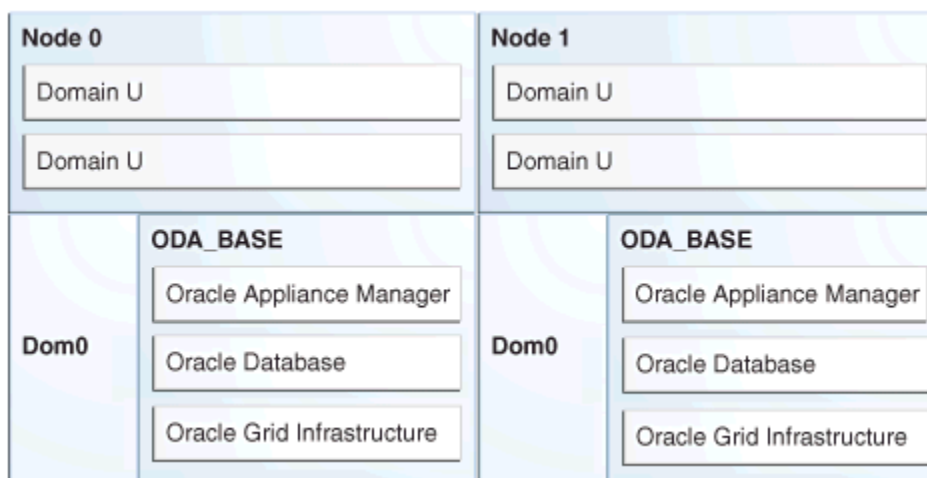 Node 0
Domain U
Domain U
Dom0
ODA_BASE
Oracle Appliance Manager
Oracle Database
Oracle Grid Infrastructure
Node 1
Domain U
Domain U
Dom0
ODA_BASE
Oracle Appliance Manager
Oracle Database
Oracle Grid Infrastructure